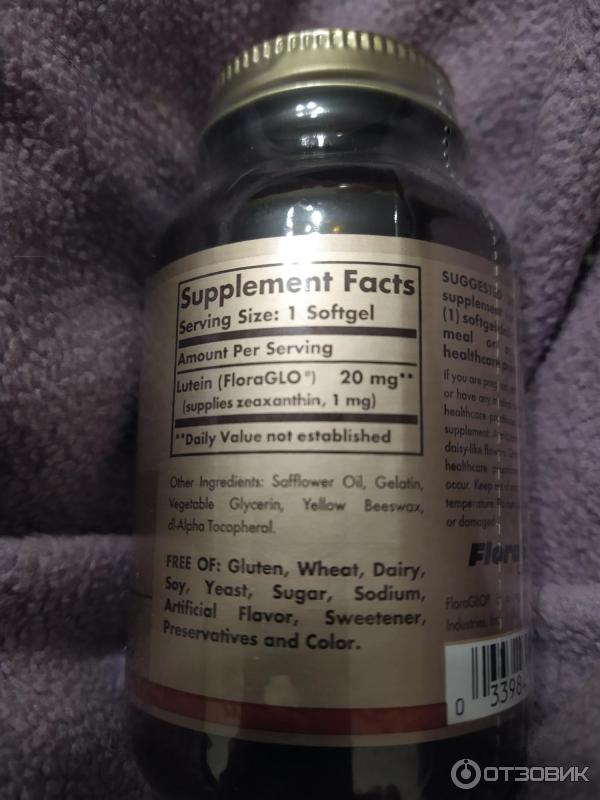 Supplement Facts
Serving Size: 1 Softgel
Amount Per Serving
Lutein (FloraGLO®) 20 mg**
(supplies zeaxanthin, 1 mg)
**Daily Value not established
Other Ingredients: Safflower Oil, Gelatin,
Vegetable Glycerin, Yellow Beeswax,
dl-Alpha Tocopherol.
FREE OF: Gluten, Wheat, Dairy,
Soy, Yeast, Sugar, Sodium,
Artificial Flavor, Sweetener,
Preservatives and Color.
SUGGESTED
supplement
(1) softgel
meal or
healthcare
If you are
or have any
healthcare
supplement.
daisy-like
healthcare
occur. Keep
temperature.
or damaged
Flora
FloraGLO®
Industries,
0 3398
ОТЗОВИК